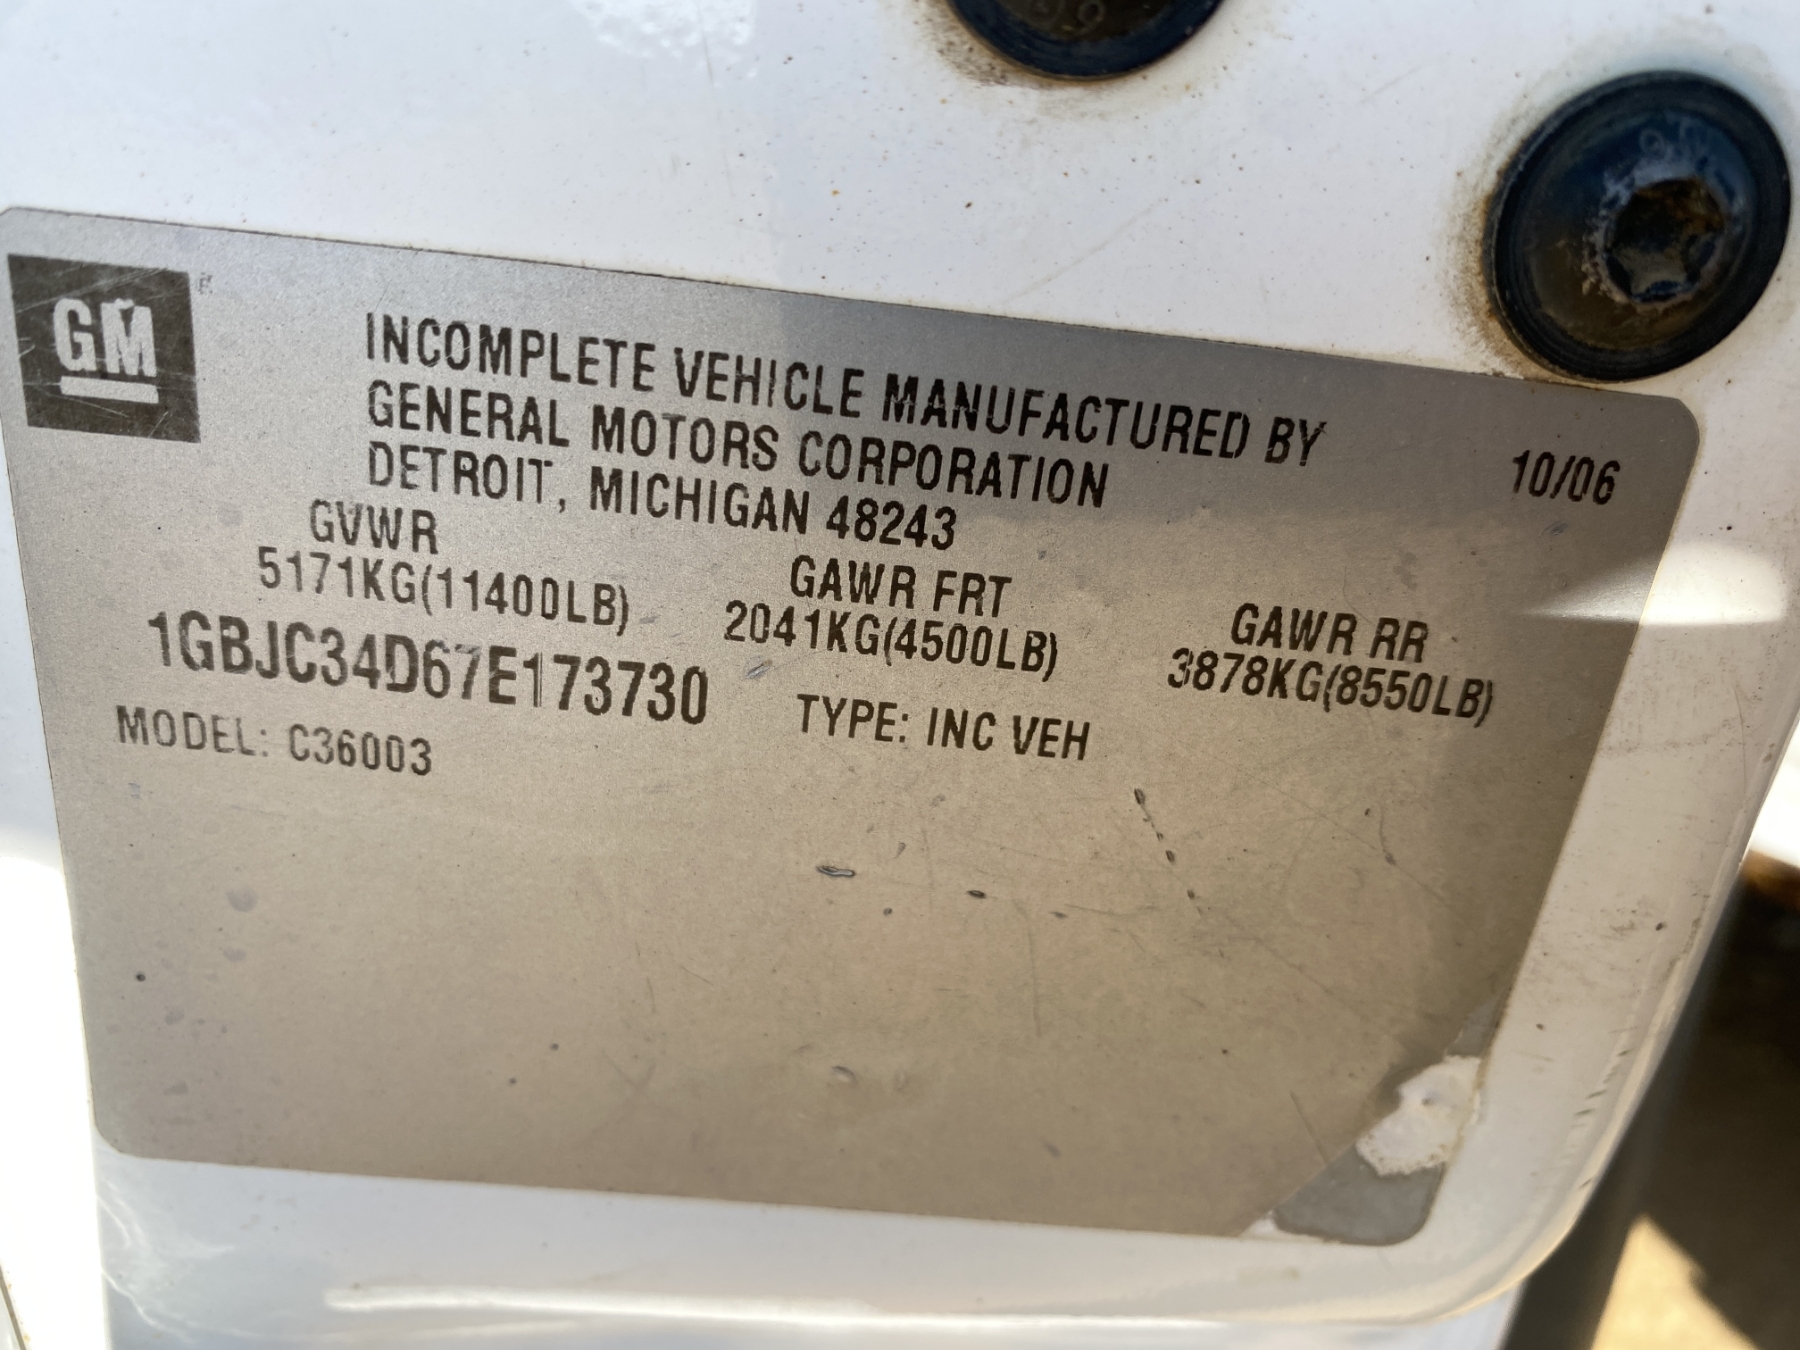 GM
INCOMPLETE VEHICLE MANUFACTURED BY
GENERAL MOTORS CORPORATION
DETROIT, MICHIGAN 48243
10/06
GVWR
5171KG(11400LB)
GAWR FRT
2041KG(4500LB)
GAWR RR
3878KG(8550LB)
1GBJC34D67E173730
TYPE: INC VEH
MODEL: C36003